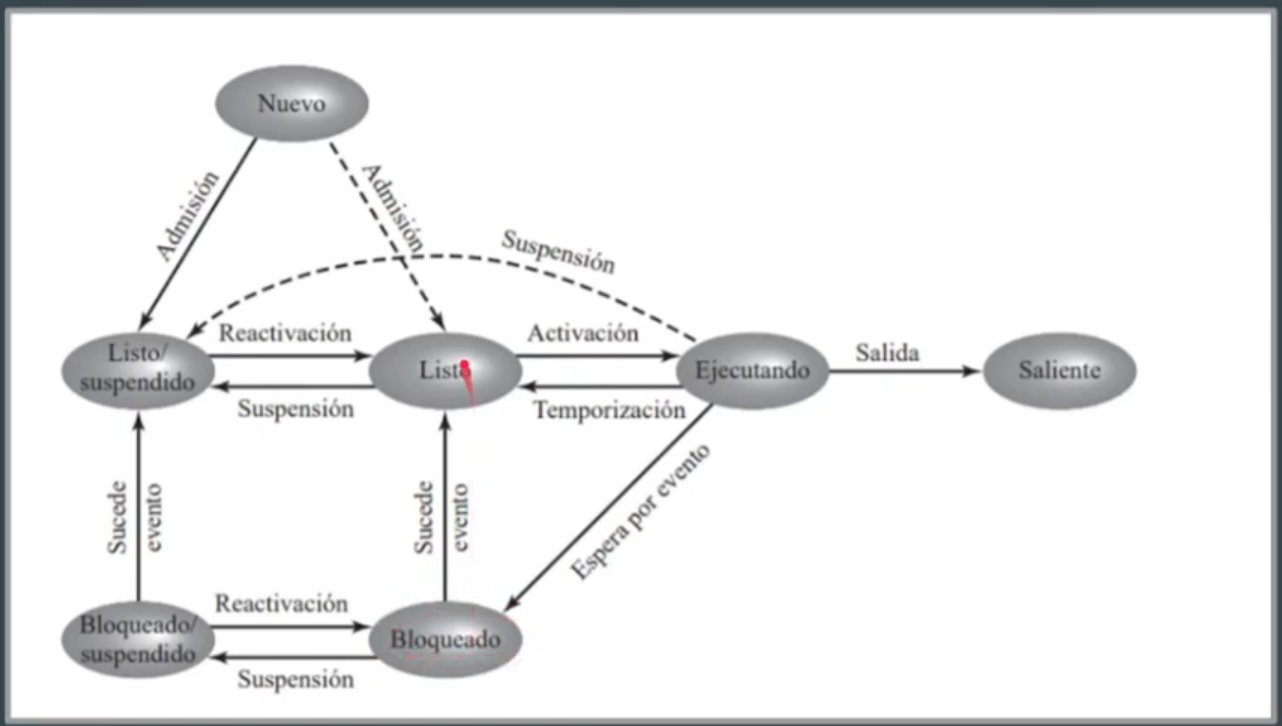 Nuevo
Admisión
Admisión
Suspensión
Listo/
suspendido
Reactivación
Suspensión
Listo
Activación
Temporización
Ejecutando
Salida
Saliente
Sucede
evento
Sucede
evento
Espera por evento
Bloqueado/
suspendido
Reactivación
Suspensión
Bloqueado